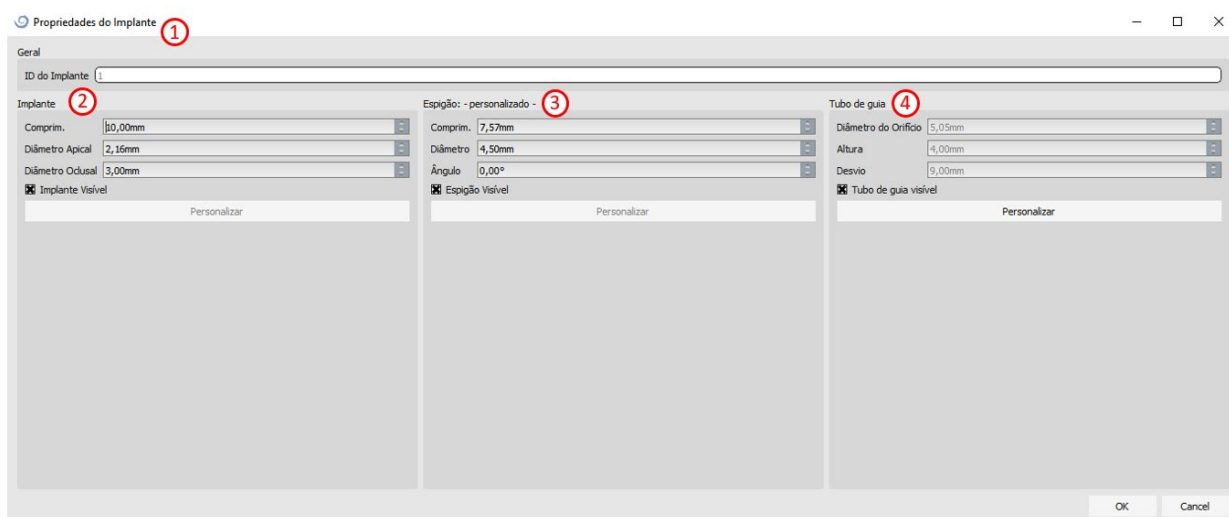 Propriedades do Implante 1
Geral
ID do Implante 1
Implante 2
Comprim. 10,00mm
Diâmetro Apical 2,16mm
Diâmetro Oclusal 3,00mm
Implante Visível
Personalizar
Espigão: - personalizado - 3
Comprim. 7,57mm
Diâmetro 4,50mm
Ângulo 0,00°
Espigão Visível
Personalizar
Tubo de guia 4
Diâmetro do Orifício 5,05mm
Altura 4,00mm
Desvio 9,00mm
Tubo de guia visível
Personalizar
OK Cancel